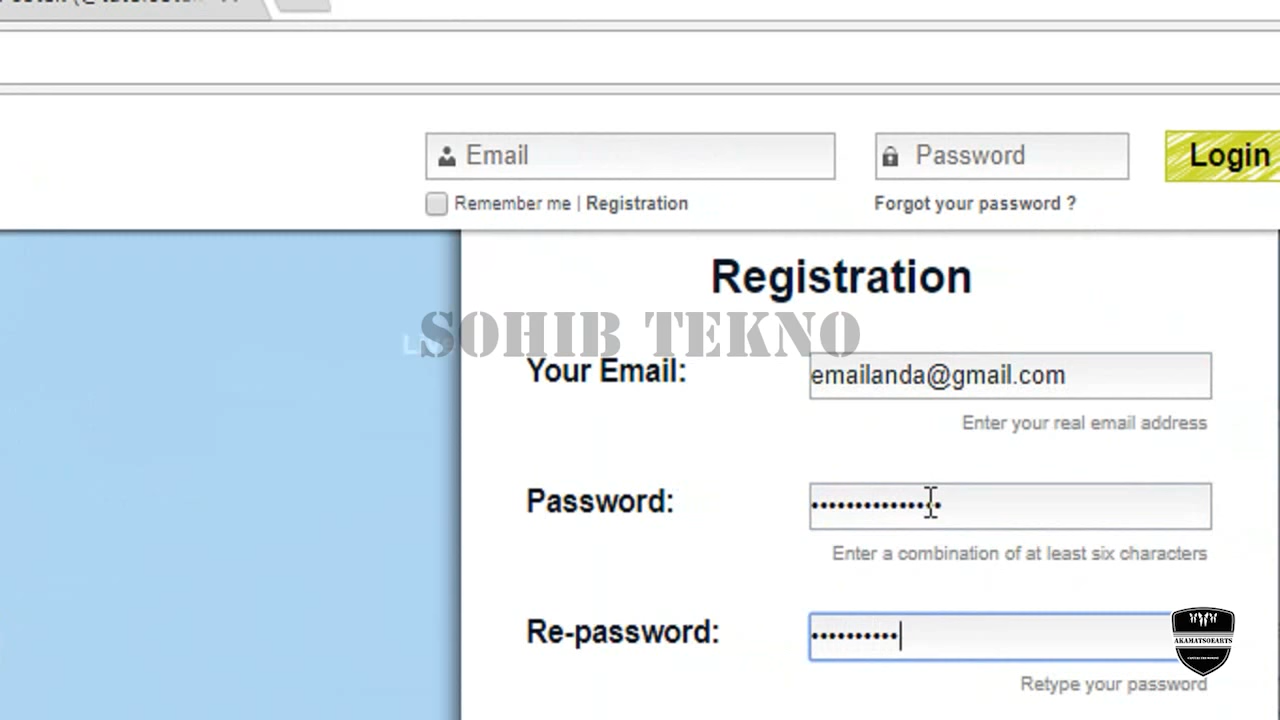 Email
Password
Login
Remember me | Registration
Forgot your password ?
Registration
SOHIB TEKNO
Your Email:
emailanda@gmail.com
Enter your real email address
Password:
Enter a combination of at least six characters
Re-password:
AKAMATSOEARTS
Retype your password